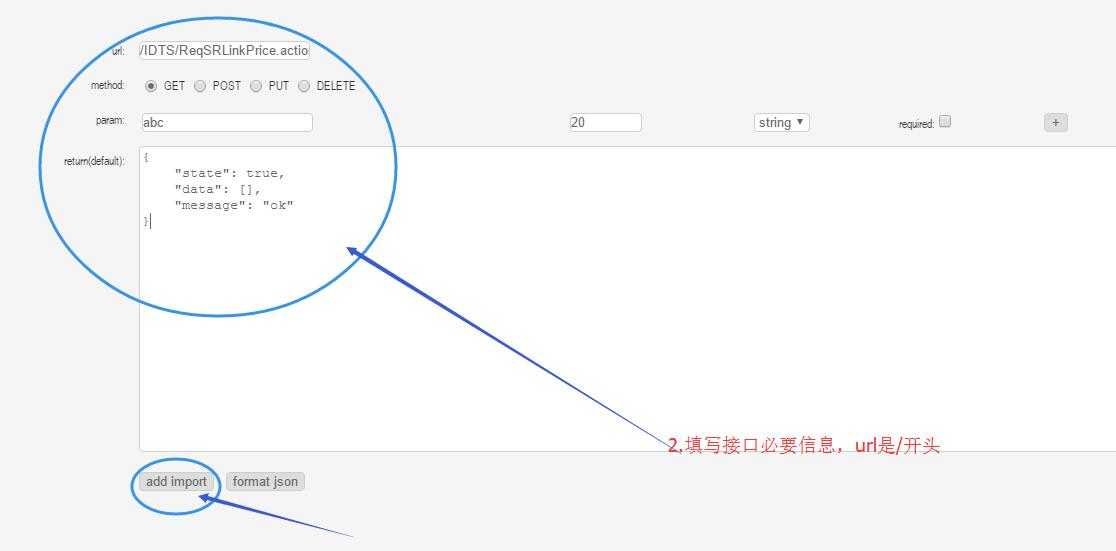 url: /IDTS/ReqSRLinkPrice.actio
method: GET POST PUT DELETE
param: abc 20 string required: +
return(default): {
"state": true,
"data": [],
"message": "ok"
}
2,填写接口必要信息，url是/开头
add import format json